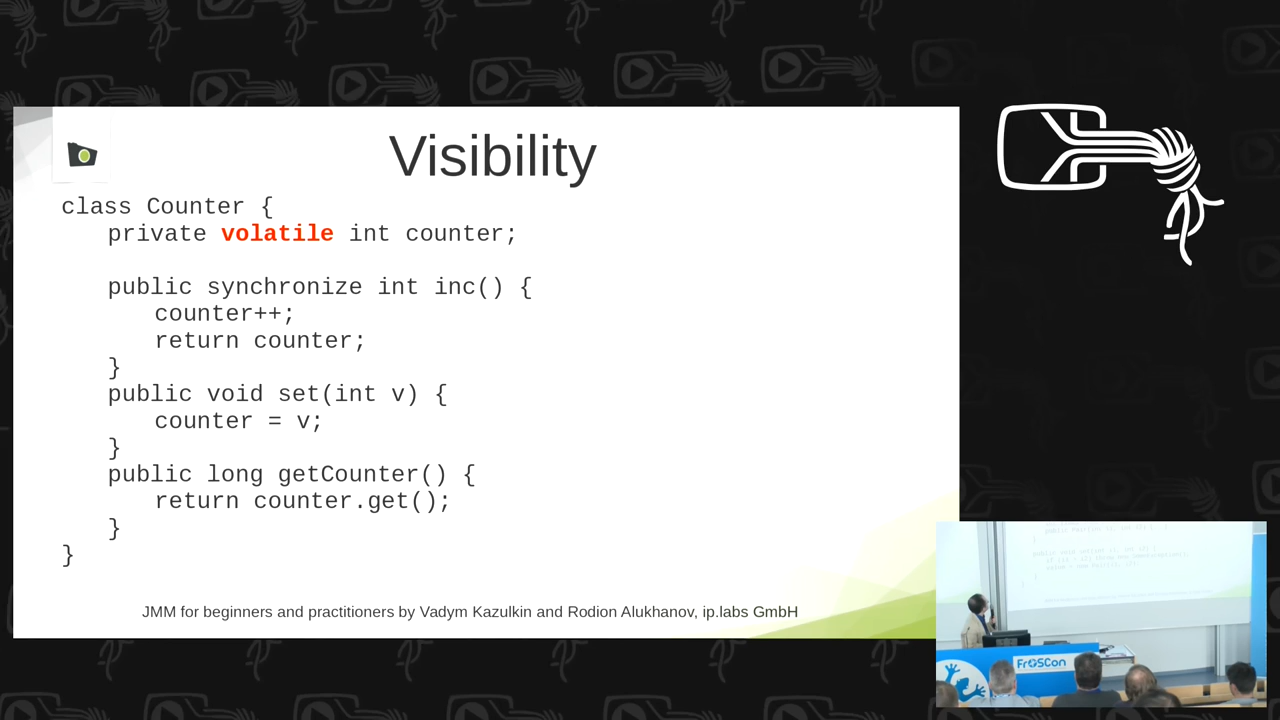 Visibility
class Counter {
private volatile int counter;
public synchronize int inc() {
counter++;
return counter;
}
public void set(int v) {
counter = v;
}
public long getCounter() {
return counter.get();
}
}
JMM for beginners and practitioners by Vadym Kazulkin and Rodion Alukhanov, ip.labs GmbH
FrOSCon